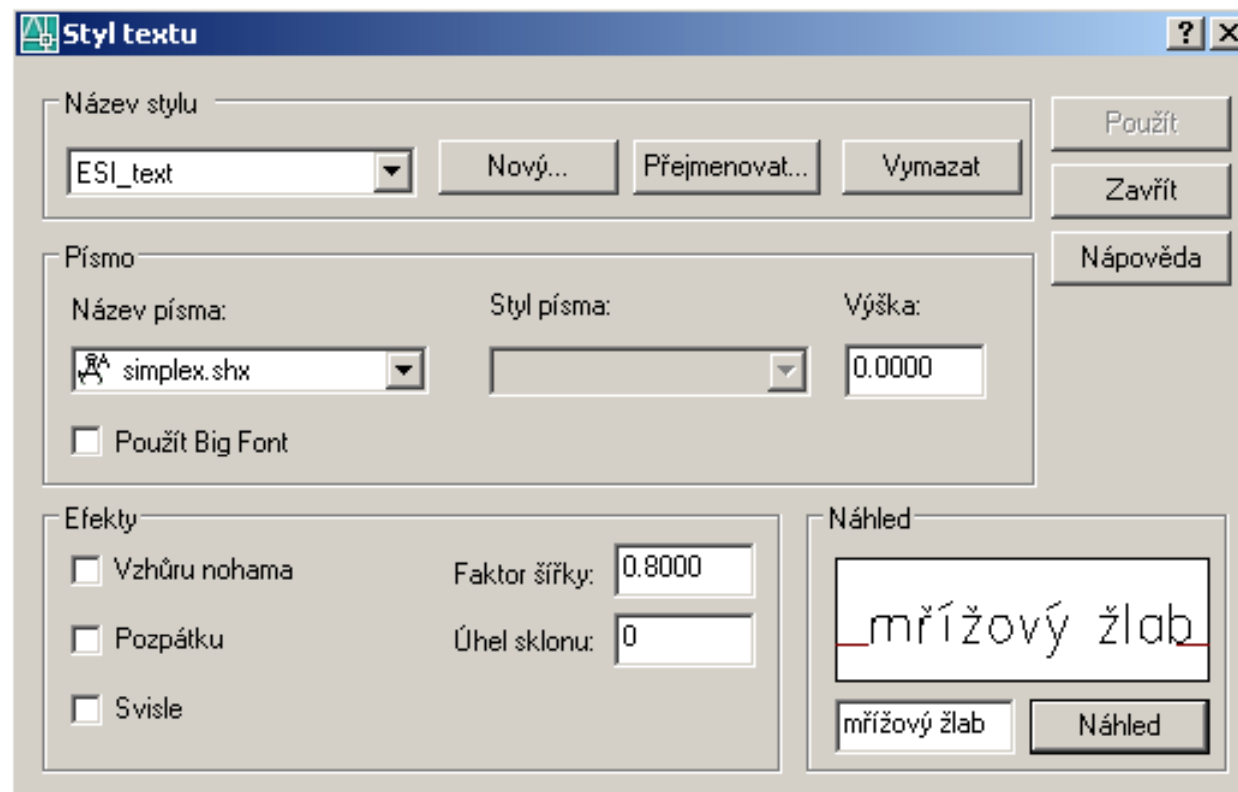 Styl textu
Název stylu
ESI_text
Nový...
Přejmenovat...
Vymazat
Použít
Zavřít
Nápověda
Písmo
Název písma:
Styl písma:
Výška:
simplex.shx
0.0000
Použít Big Font
Efekty
Vzhůru nohama
Faktor šířky:
0.8000
Pozpátku
Úhel sklonu:
0
Svisle
Náhled
mřížový žlab
mřížový žlab
Náhled